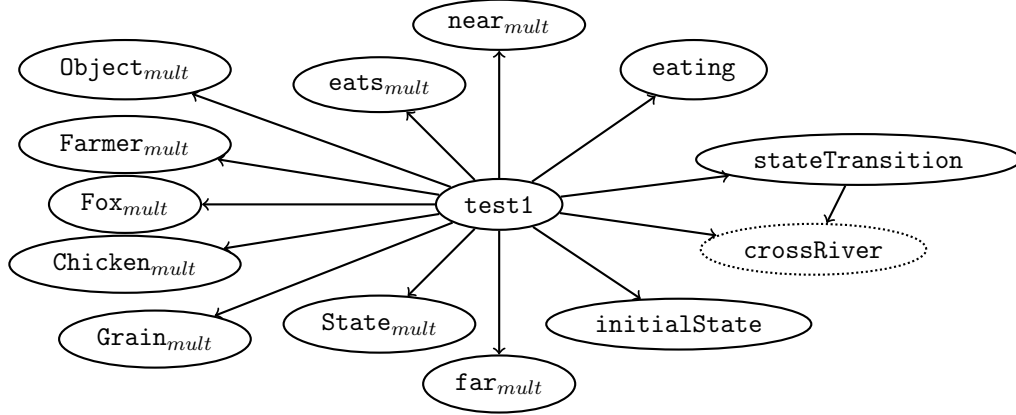 near_mult
Object_mult
eats_mult
eating
Farmer_mult
stateTransition
Fox_mult
test1
crossRiver
Chicken_mult
State_mult
initialState
Grain_mult
far_mult